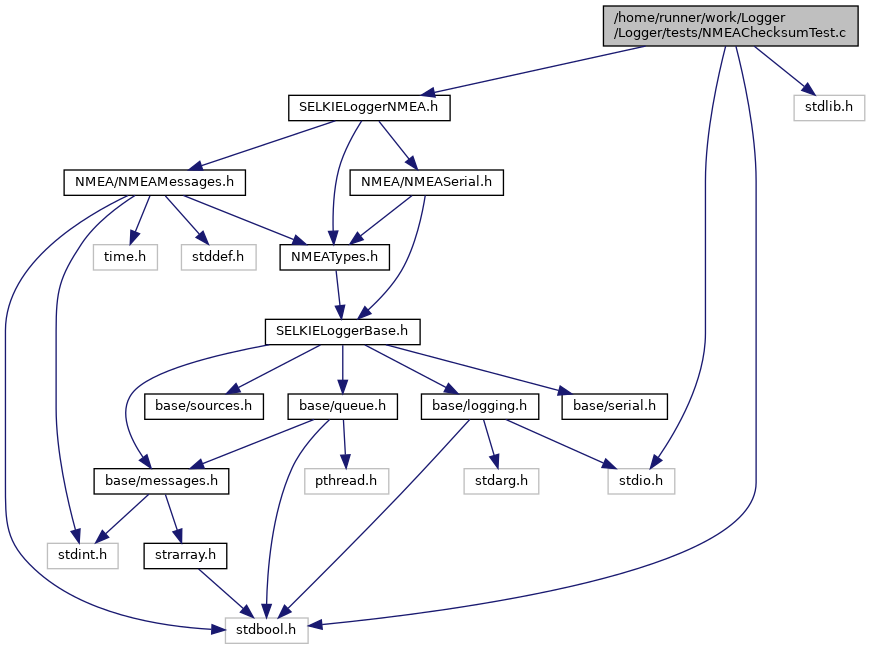 /home/runner/work/Logger
/Logger/tests/NMEAChecksumTest.c
SELKIELoggerNMEA.h
stdlib.h
NMEA/NMEAMessages.h
NMEA/NMEASerial.h
time.h
stddef.h
NMEATypes.h
SELKIELoggerBase.h
base/sources.h
base/queue.h
base/logging.h
base/serial.h
base/messages.h
pthread.h
stdarg.h
stdio.h
stdint.h
strarray.h
stdbool.h